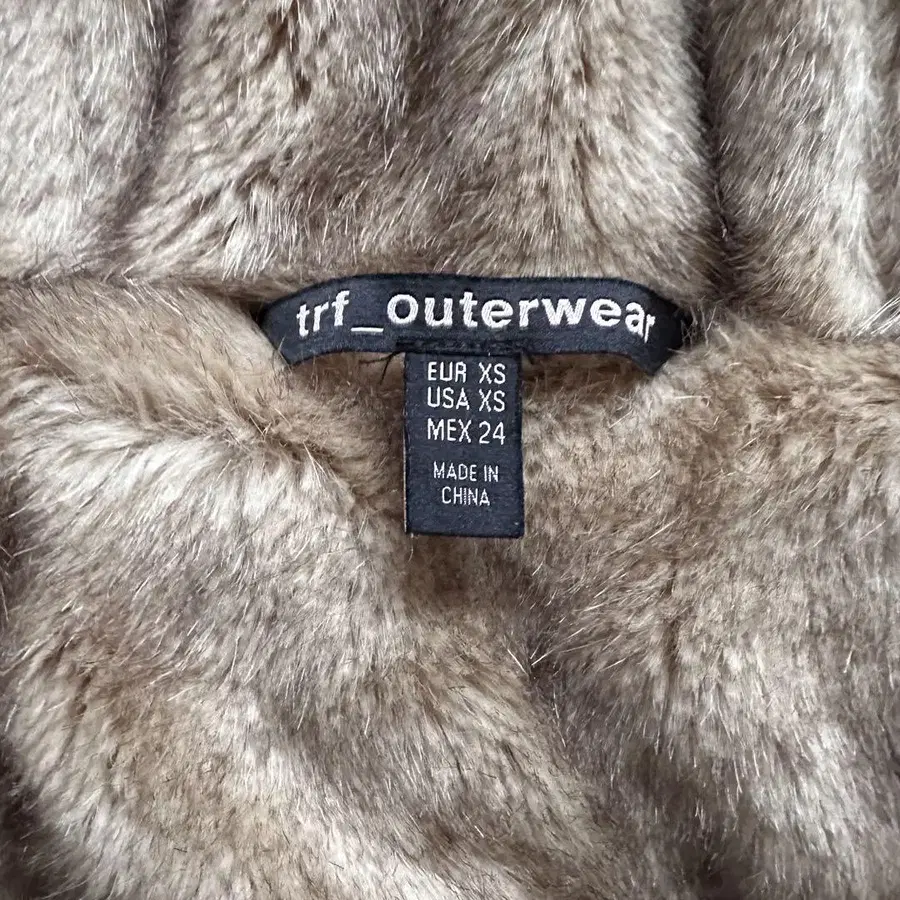 trf_outerwear
EUR XS
USA XS
MEX 24
MADE IN
CHINA